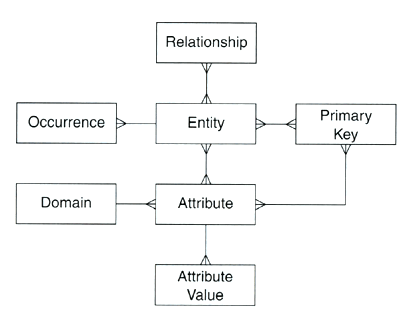 Relationship
Occurrence
Entity
Primary
Key
Domain
Attribute
Attribute
Value